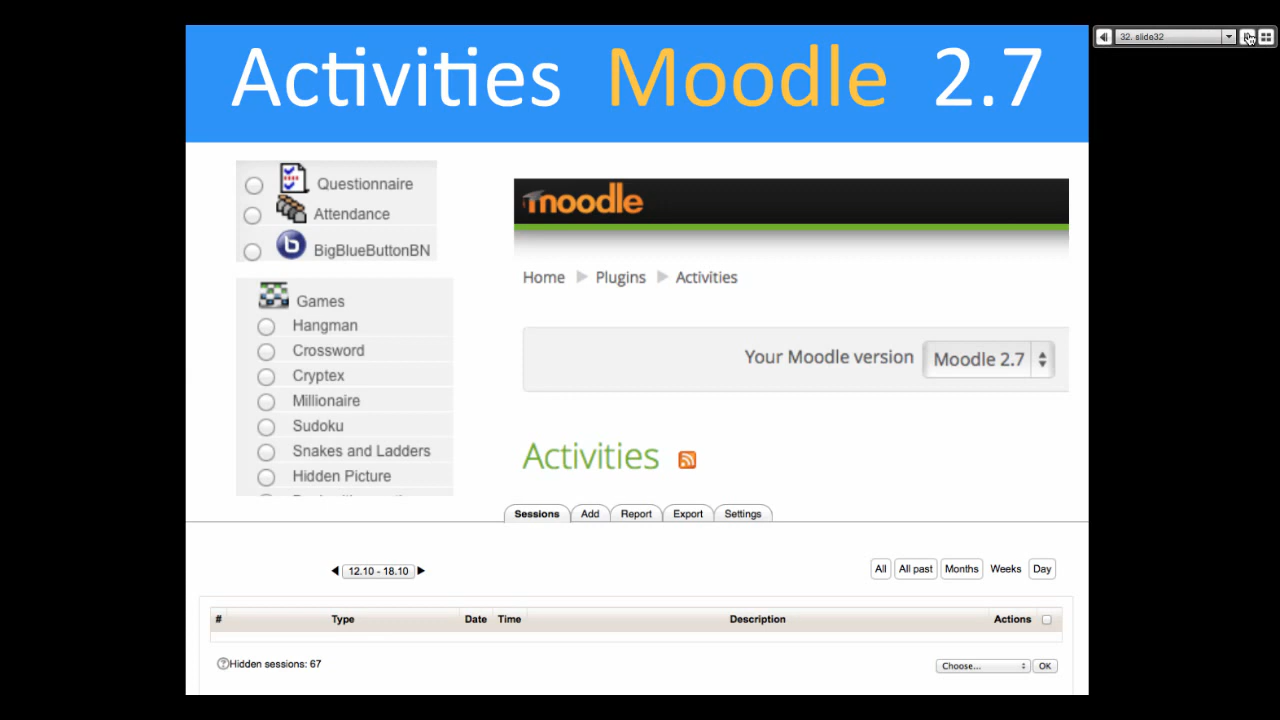 32. slide32
Activities Moodle 2.7
Questionnaire
Attendance
BigBlueButtonBN
Games
Hangman
Crossword
Cryptex
Millionaire
Sudoku
Snakes and Ladders
Hidden Picture
moodle
Home Plugins Activities
Your Moodle version Moodle 2.7
Activities
Sessions Add Report Export Settings
12.10 - 18.10
All All past Months Weeks Day
# Type Date Time Description Actions
Hidden sessions: 67
Choose... OK